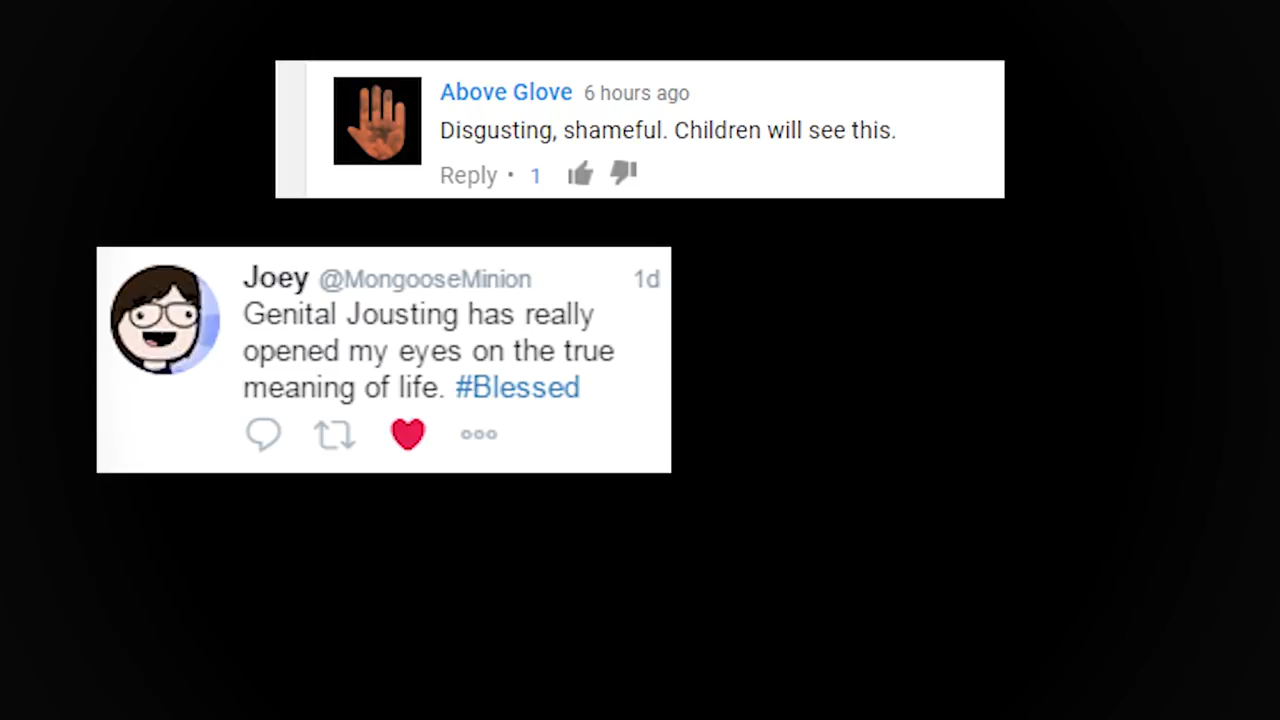 Above Glove 6 hours ago
Disgusting, shameful. Children will see this.
Reply • 1
Joey @MongooseMinion 1d
Genital Jousting has really
opened my eyes on the true
meaning of life. #Blessed